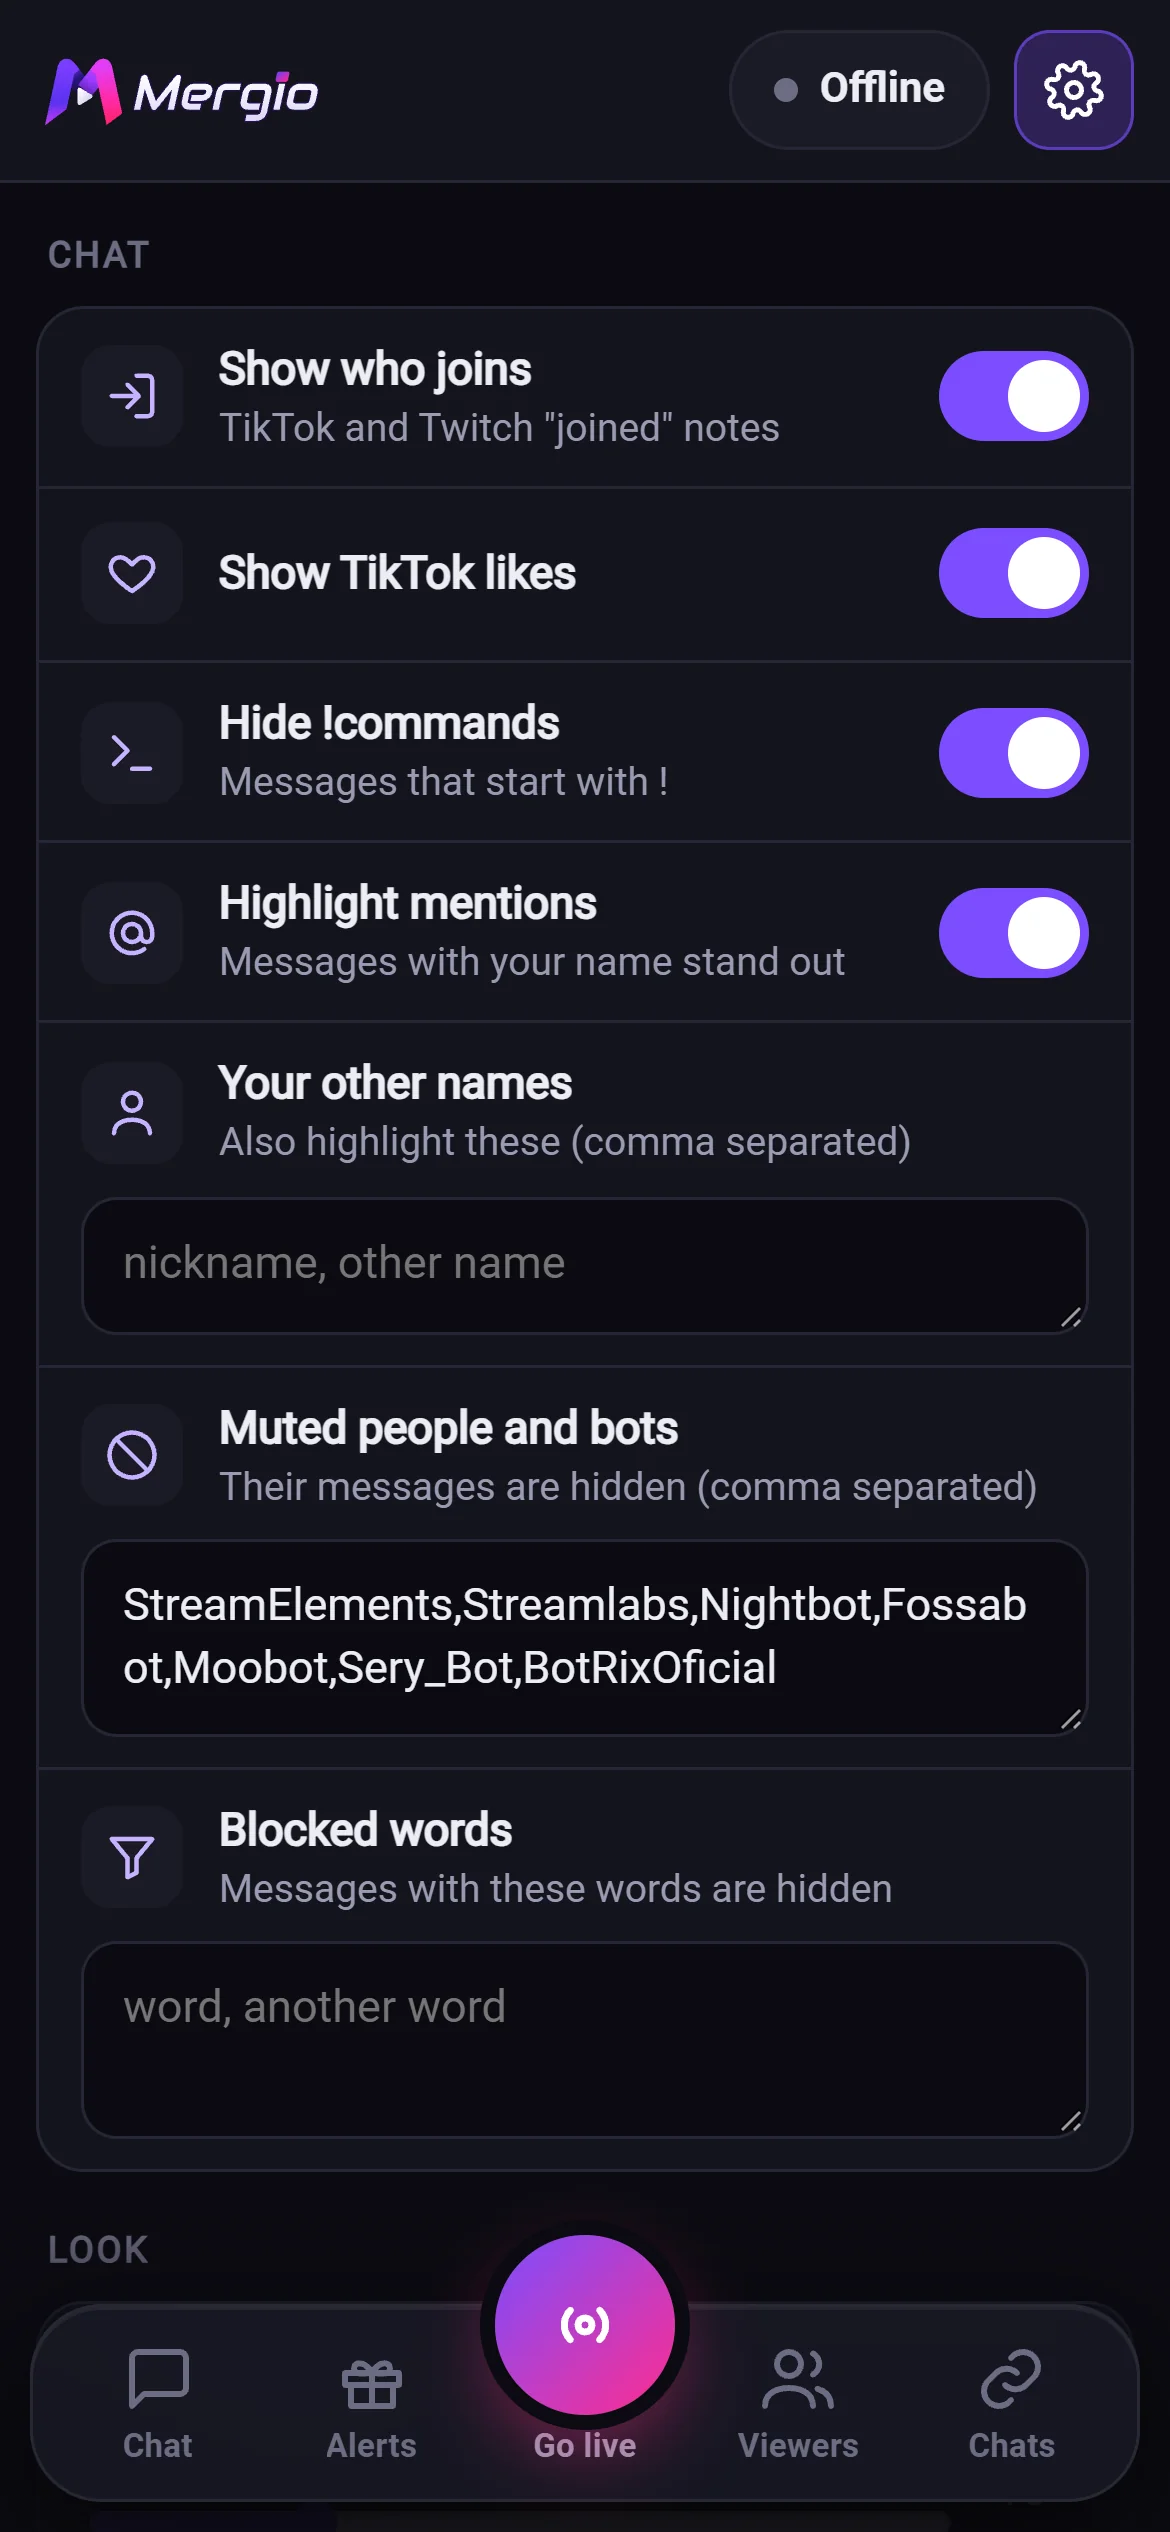 Mergio
Offline
CHAT
Show who joins
TikTok and Twitch "joined" notes
Show TikTok likes
Hide !commands
Messages that start with !
Highlight mentions
Messages with your name stand out
Your other names
Also highlight these (comma separated)
nickname, other name
Muted people and bots
Their messages are hidden (comma separated)
StreamElements,Streamlabs,Nightbot,Fossab
ot,Moobot,Sery_Bot,BotRixOficial
Blocked words
Messages with these words are hidden
word, another word
LOOK
Chat
Alerts
Go live
Viewers
Chats